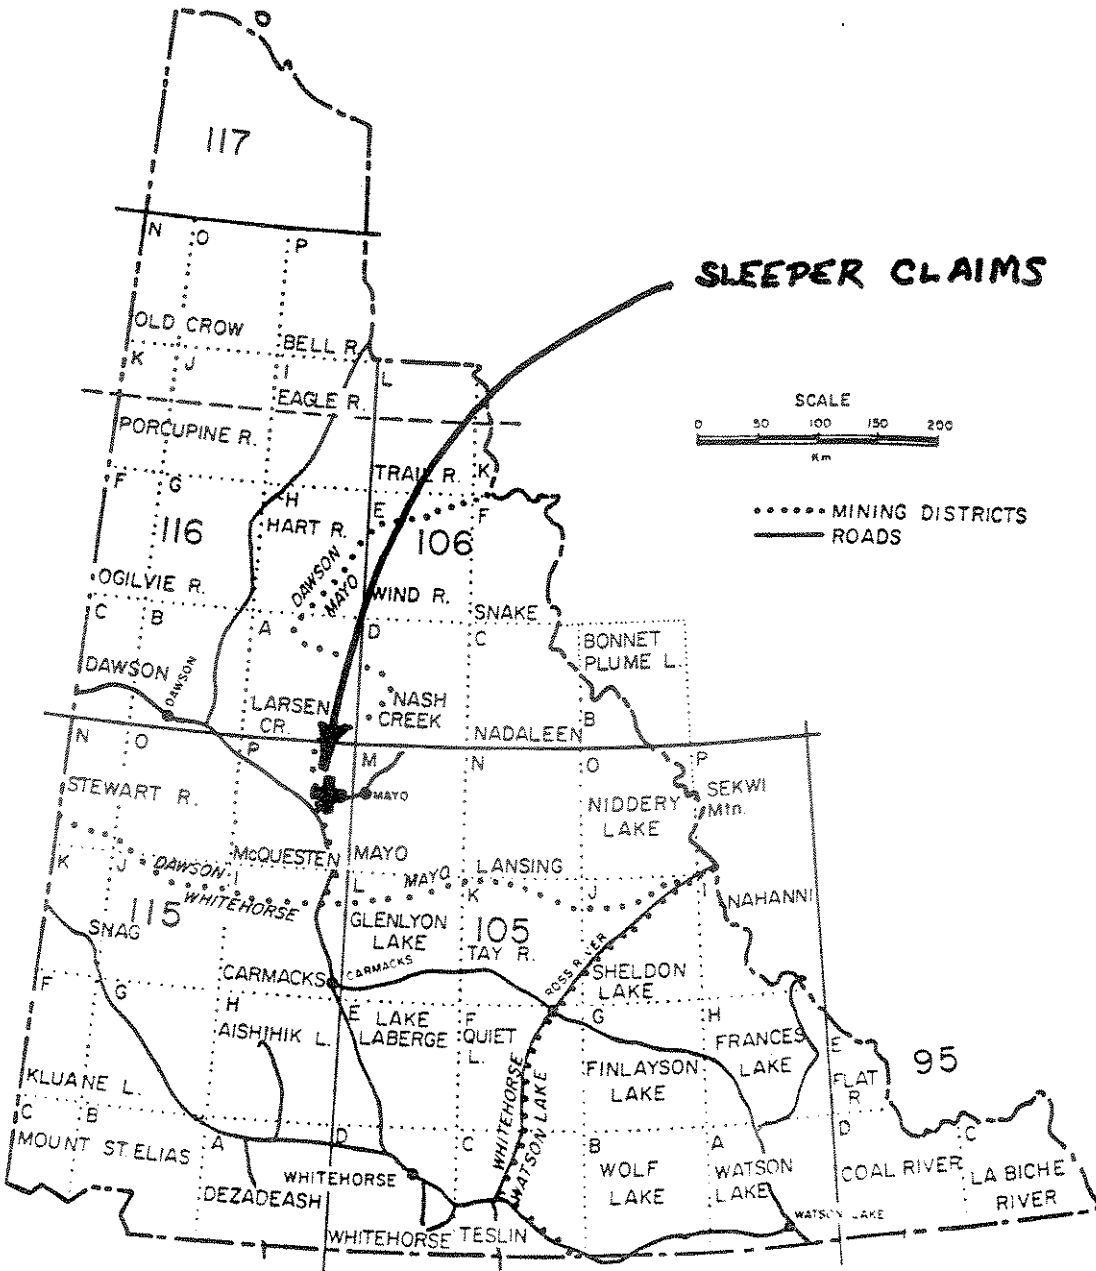 117
N O P
SLEEPER CLAIMS
OLD CROW
BELL R.
K J I L
EAGLE R.
SCALE
0 50 100 150 200
Km
PORCUPINE R.
TRAIL R. K
F G H E F
116 HART R. 106
MINING DISTRICTS
ROADS
DAWSON
MAYO
OGILVIE R.
WIND R.
SNAKE
C B A D C
BONNET
PLUME L.
DAWSON
DAWSON
LARSEN
CR.
NASH
CREEK
NADALEEN B
N O P M N O P
STEWART R.
MAYO
NIDDERY
LAKE
SEKWI
Mtn.
McQUESTEN MAYO LANSING
K J DAWSON I L MAYO K J I
WHITEHORSE
115
SNAG
GLENLYON
LAKE
105
TAY R.
NAHANNI
CARMACKS
CARMACKS
ROSS RIVER
SHELDON
LAKE
F G H E F G H E
AISHIHIK L.
LAKE
LABERGE
QUIET
L.
FRANCES
LAKE
95
KLUANE L.
WHITEHORSE
WATSON LAKE
FINLAYSON
LAKE
FLAT
R.
C B A D C B A D C
MOUNT ST. ELIAS
DEZADEASH
WHITEHORSE
WOLF
LAKE
WATSON
LAKE
COAL RIVER
LA BICHE
RIVER
WATSON LAKE
WHITEHORSE TESLIN